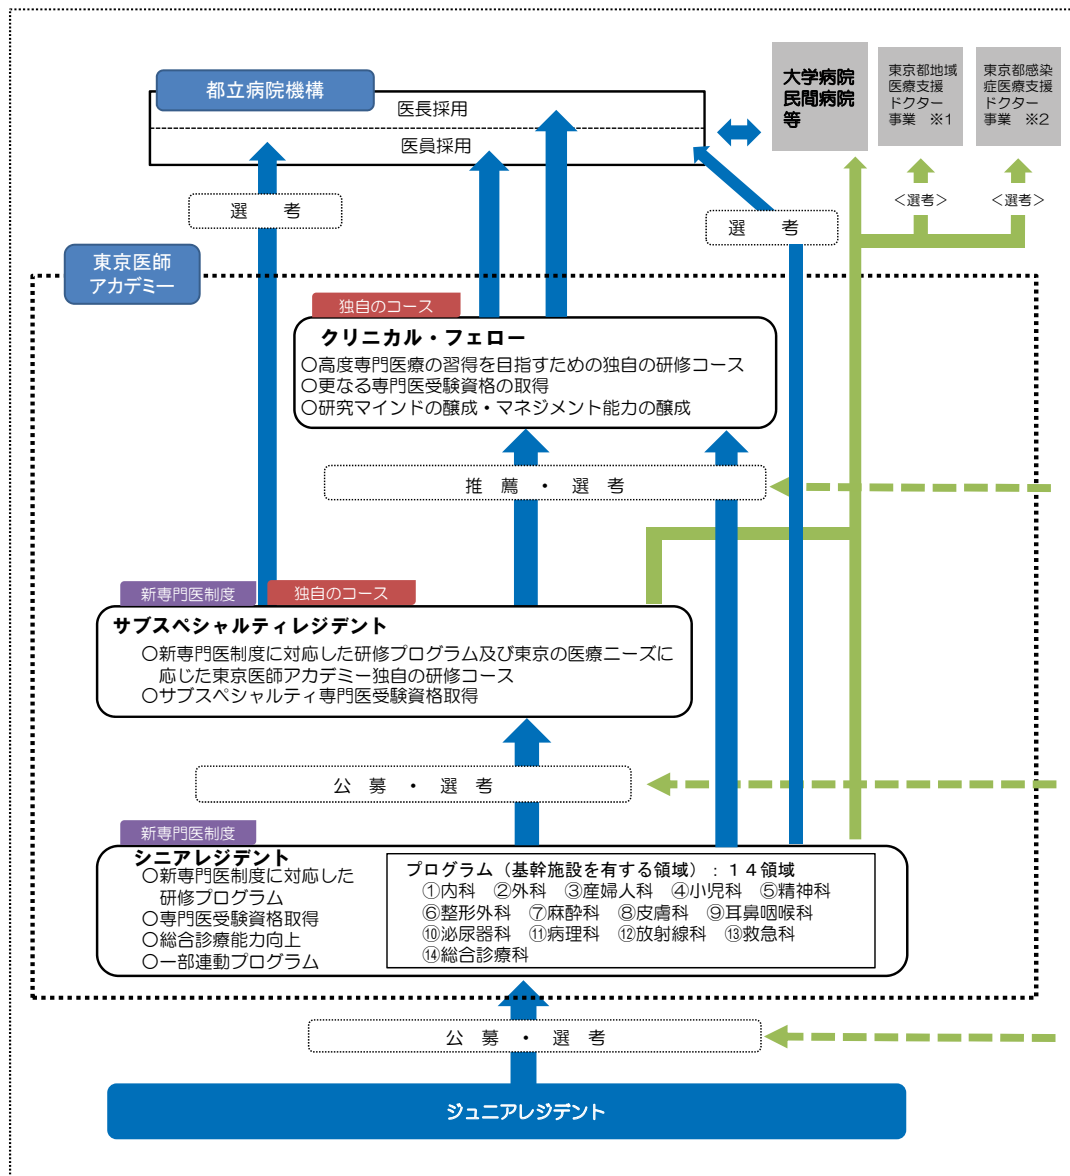 都立病院機構
医長採用
医員採用
大学病院
民間病院
等
東京都地域
医療支援
ドクター
事業 ※1
東京都感染
症医療支援
ドクター
事業 ※2
選 考
選 考
＜選考＞
＜選考＞
東京医師
アカデミー
独自のコース
クリニカル・フェロー
○高度専門医療の習得を目指すための独自の研修コース
○更なる専門医受験資格の取得
○研究マインドの醸成・マネジメント能力の醸成
推 薦 ・ 選 考
新専門医制度
独自のコース
サブスペシャルティレジデント
○新専門医制度に対応した研修プログラム及び東京の医療ニーズに
応じた東京医師アカデミー独自の研修コース
○サブスペシャルティ専門医受験資格取得
公 募 ・ 選 考
新専門医制度
シニアレジデント
○新専門医制度に対応した
研修プログラム
○専門医受験資格取得
○総合診療能力向上
○一部連動プログラム
プログラム（基幹施設を有する領域）：１４領域
①内科 ②外科 ③産婦人科 ④小児科 ⑤精神科
⑥整形外科 ⑦麻酔科 ⑧皮膚科 ⑨耳鼻咽喉科
⑩泌尿器科 ⑪病理科 ⑫放射線科 ⑬救急科
⑭総合診療科
公 募 ・ 選 考
ジュニアレジデント